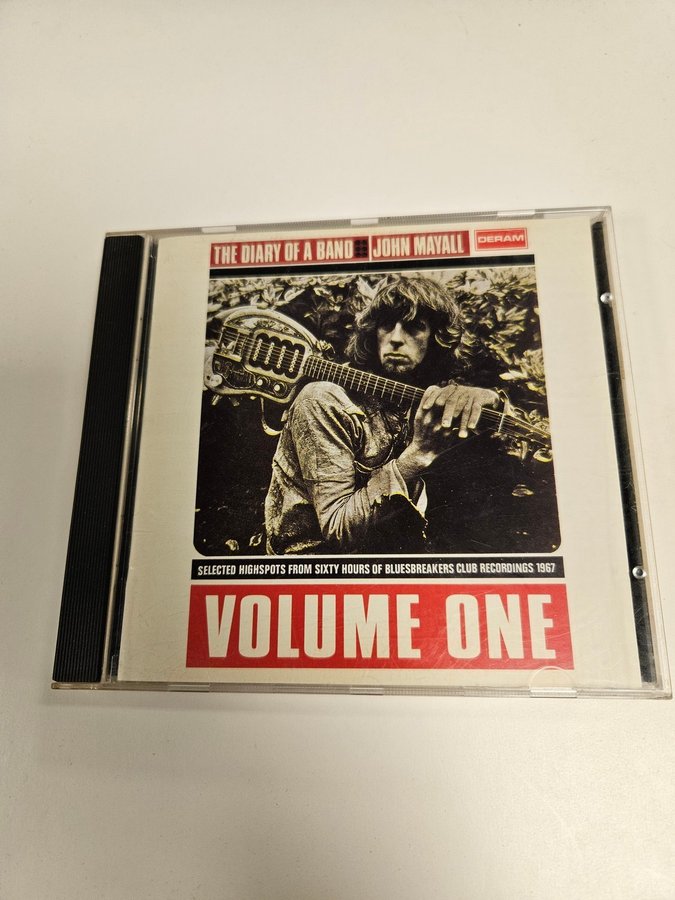 THE DIARY OF A BAND JOHN MAYALL DERAM
SELECTED HIGHSPOTS FROM SIXTY HOURS OF BLUESBREAKERS CLUB RECORDINGS 1967
VOLUME ONE